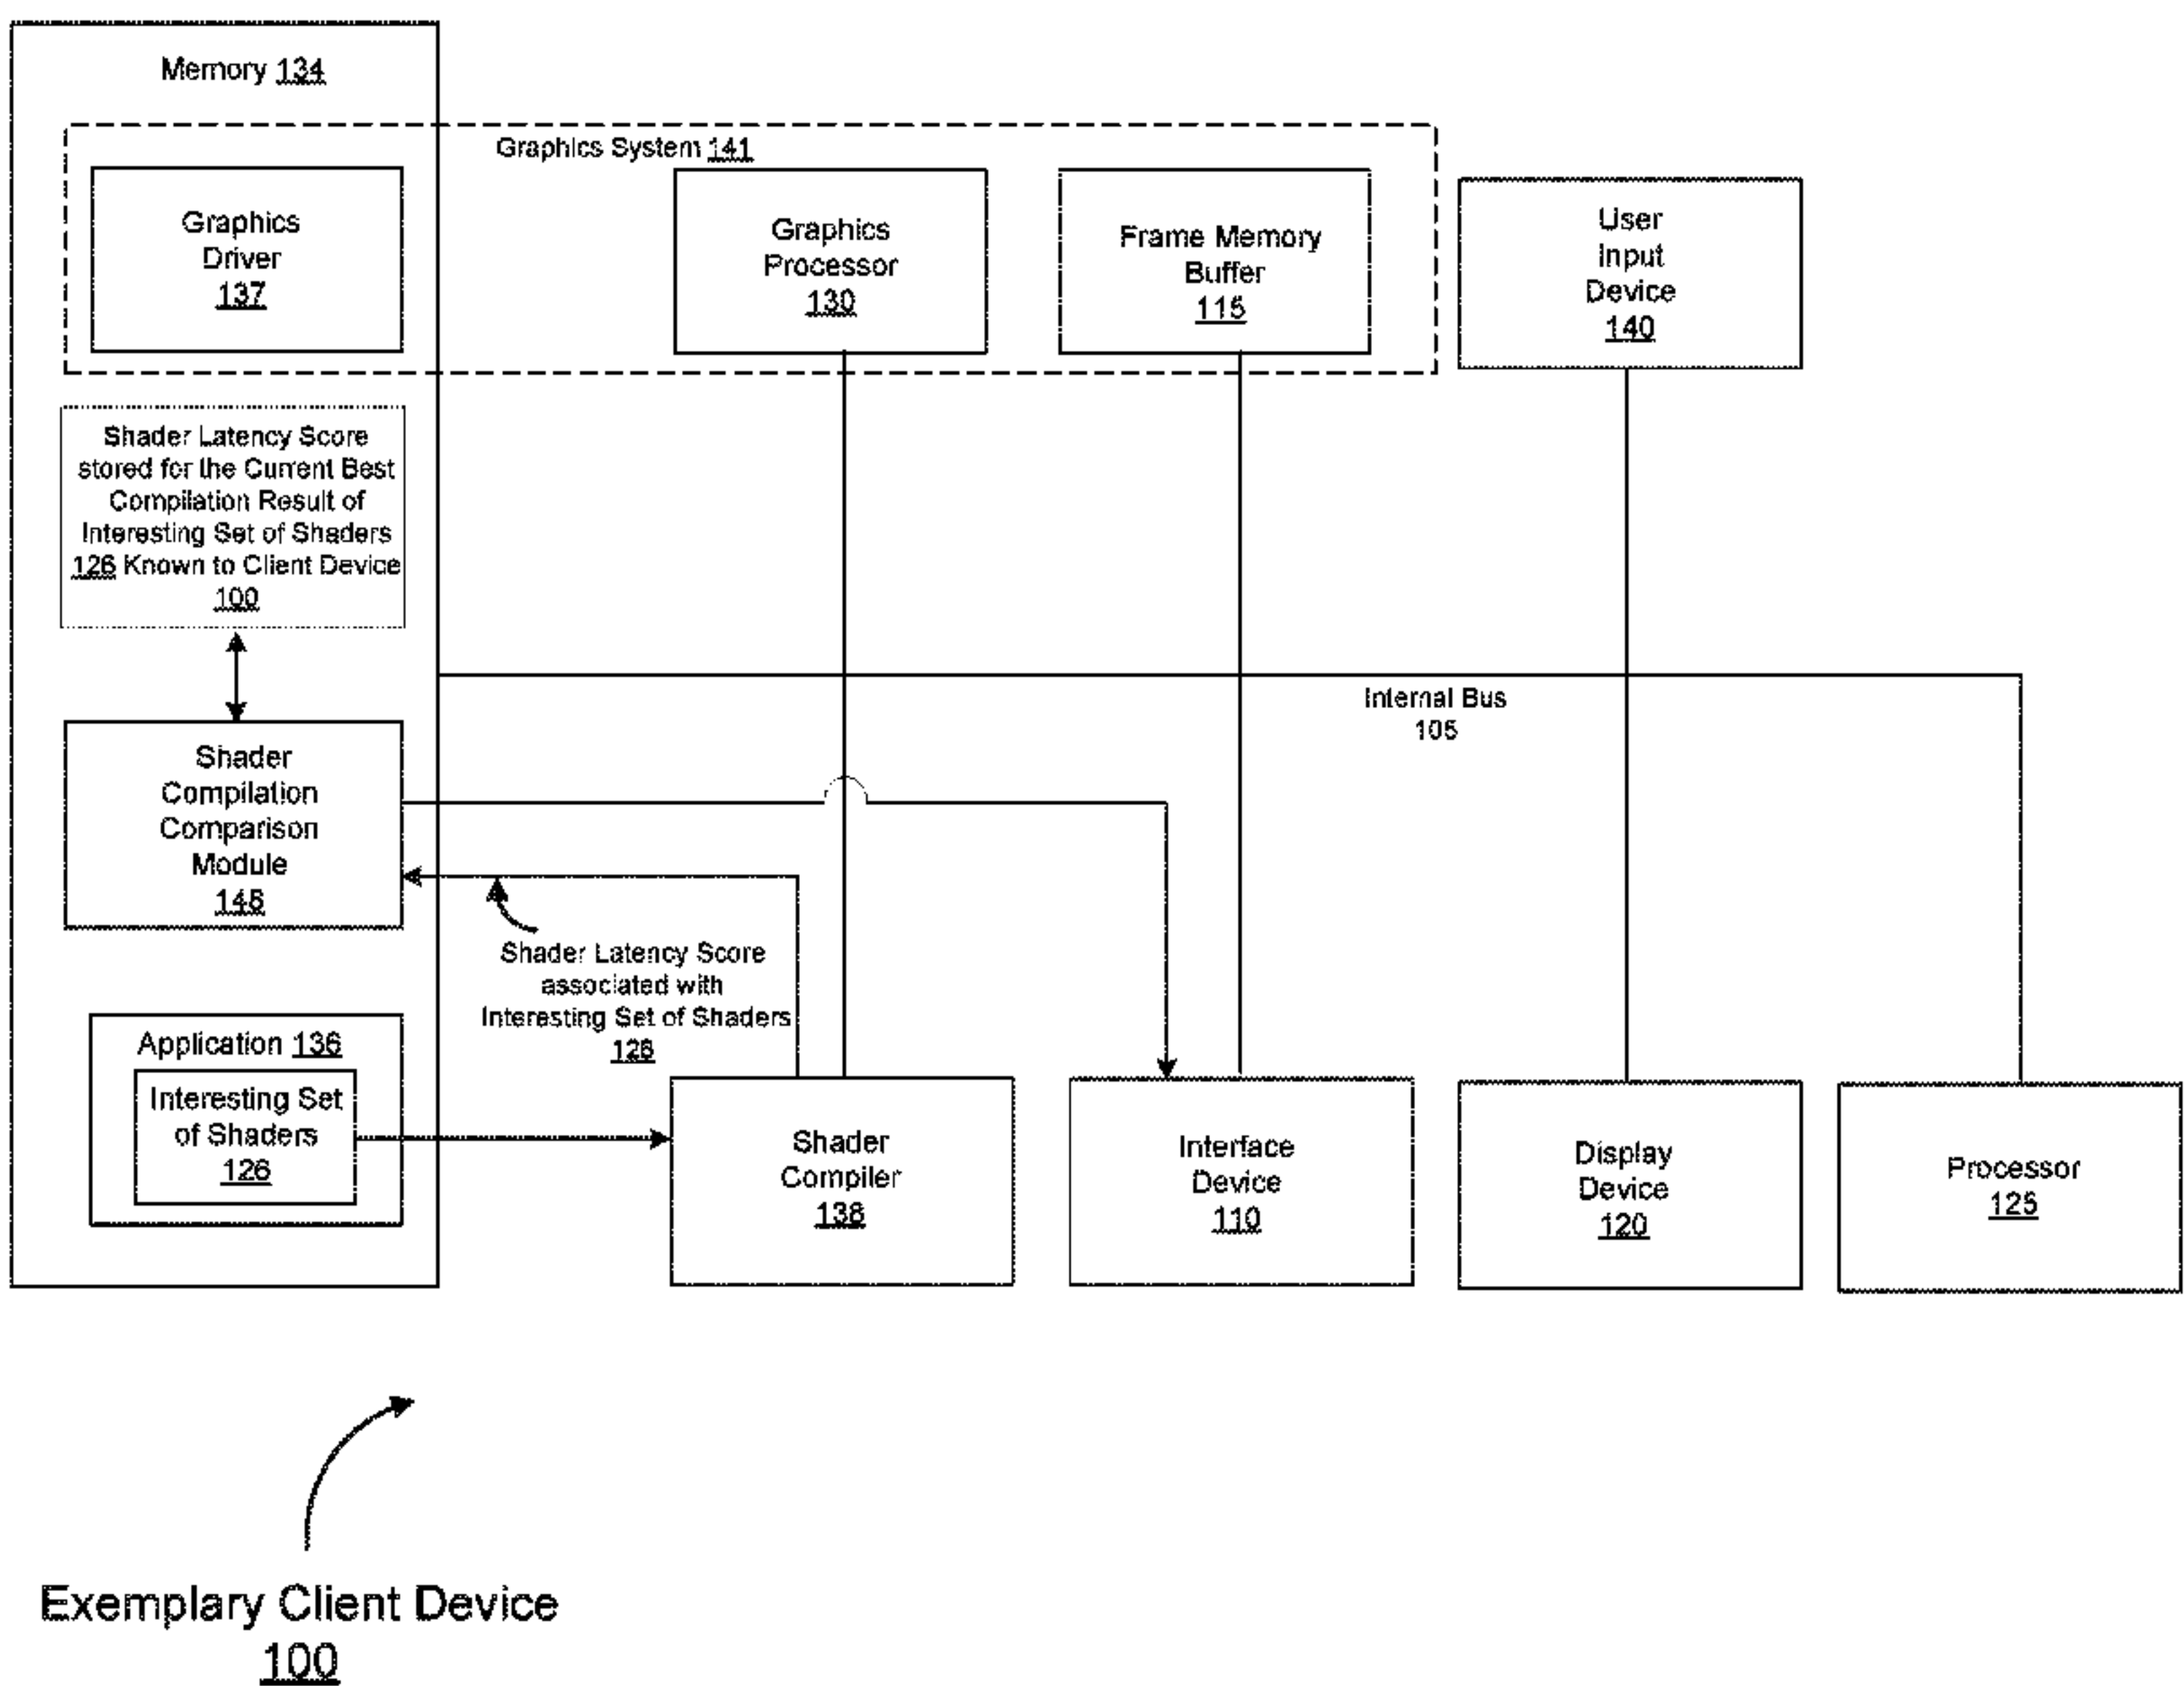 Memory 134
Graphics System 141
Graphics
Driver
137
Graphics
Processor
130
Frame Memory
Buffer
115
User
Input
Device
140
Shader Latency Score
stored for the Current Best
Compilation Result of
Interesting Set of Shaders
126 Known to Client Device
100
Internal Bus
105
Shader
Compilation
Comparison
Module
146
Shader Latency Score
associated with
Interesting Set of Shaders
126
Application 136
Interesting Set
of Shaders
126
Shader
Compiler
138
Interface
Device
110
Display
Device
120
Processor
125
Exemplary Client Device
100